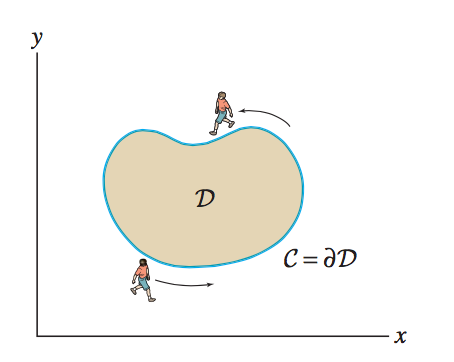 y
𝒟
𝒞 = ∂𝒟
x